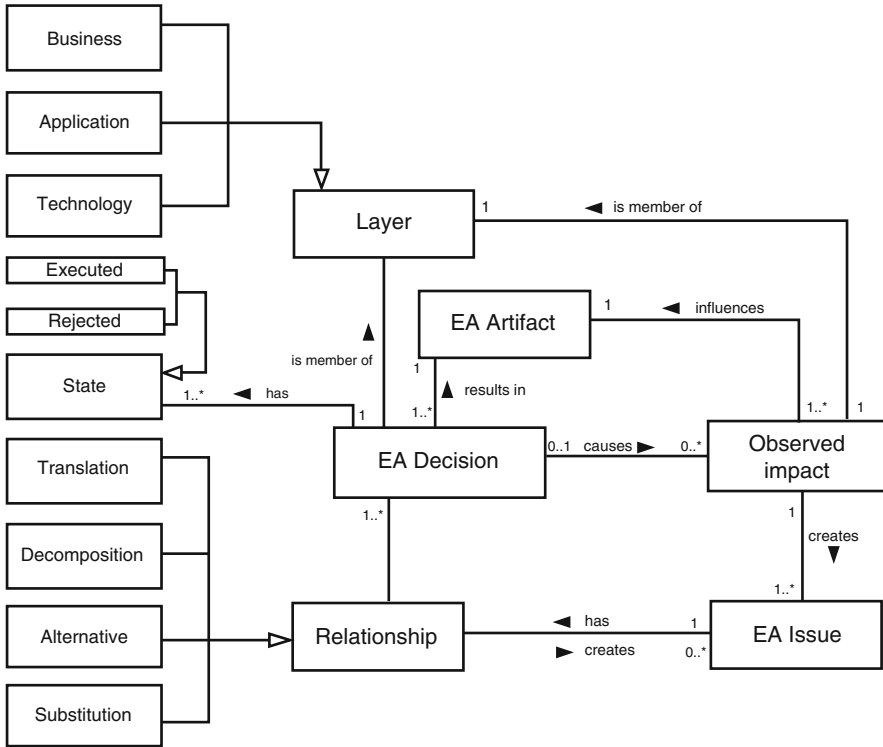 Business
Application
Technology
Layer
1
◄ is member of
Executed
Rejected
EA Artifact
1
◄ influences
is member of ▲
State
1..*
◄ has
1
1
▲ results in
1..*
1..*
1
Translation
EA Decision
0..1 causes ►
0..*
Observed
impact
1..*
1
creates
▼
Decomposition
1..*
Alternative
Relationship
◄ has
1
► creates
0..*
EA Issue
Substitution